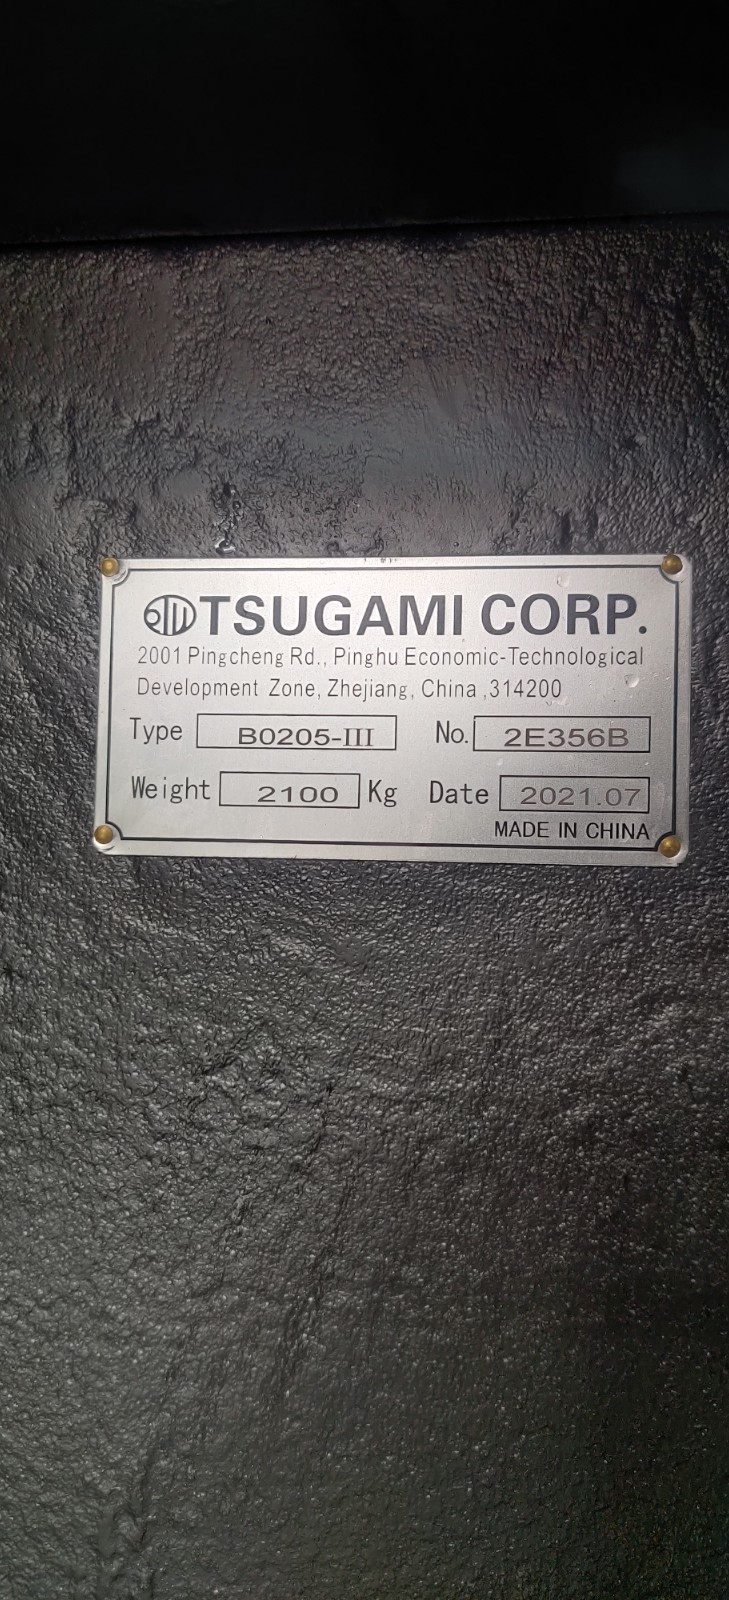 TSUGAMI CORP.
2001 Pingcheng Rd., Pinghu Economic-Technological
Development Zone, Zhejiang, China ,314200
Type B0205-III No. 2E356B
Weight 2100 Kg Date 2021.07
MADE IN CHINA